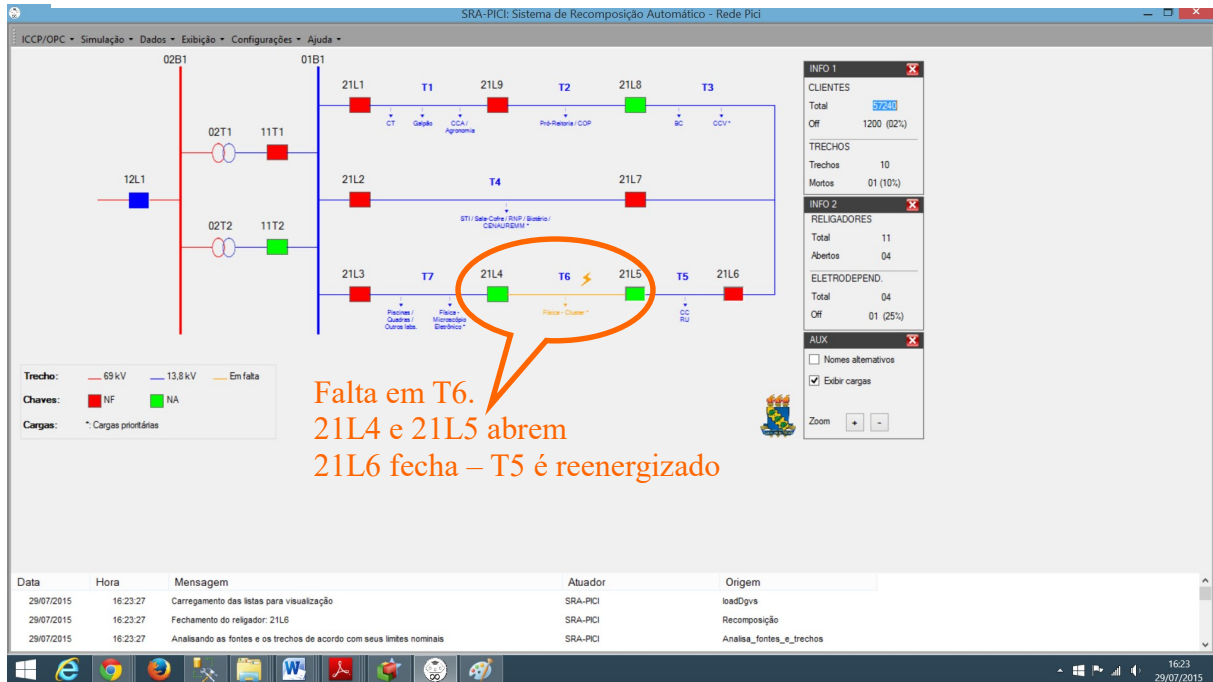 SRA-PICI: Sistema de Recomposição Automático - Rede Pici
ICCP/OPC Simulação Dados Exibição Configurações Ajuda
02B1 01B1
21L1 T1 21L9 T2 21L8 T3
CT Galpão CCA / Agronomia Pró-Reitoria / COP BC CCV *
02T1 11T1
12L1
21L2 T4 21L7
STI / Sala-Cofre / RNP / Biotério /
CENAUREMM *
02T2 11T2
21L3 T7 21L4 T6 21L5 T5 21L6
Piscinas /
Quadras /
Outros labs.
Física -
Microscópio
Eletrônico *
Física - Cluster *
CC
RU
INFO 1
CLIENTES
Total 57240
Off 1200 (02%)
TRECHOS
Trechos 10
Mortos 01 (10%)
INFO 2
RELIGADORES
Total 11
Abertos 04
ELETRODEPEND.
Total 04
Off 01 (25%)
AUX
Nomes alternativos
Exibir cargas
Zoom + -
Trecho: 69 kV 13,8 kV Em falta
Chaves: NF NA
Cargas: *: Cargas prioritárias
Falta em T6.
21L4 e 21L5 abrem
21L6 fecha – T5 é reenergizado
Data Hora Mensagem Atuador Origem
29/07/2015 16:23:27 Carregamento das listas para visualização SRA-PICI loadDgvs
29/07/2015 16:23:27 Fechamento do religador: 21L6 SRA-PICI Recomposição
29/07/2015 16:23:27 Analisando as fontes e os trechos de acordo com seus limites nominais SRA-PICI Analisa_fontes_e_trechos
16:23
29/07/2015